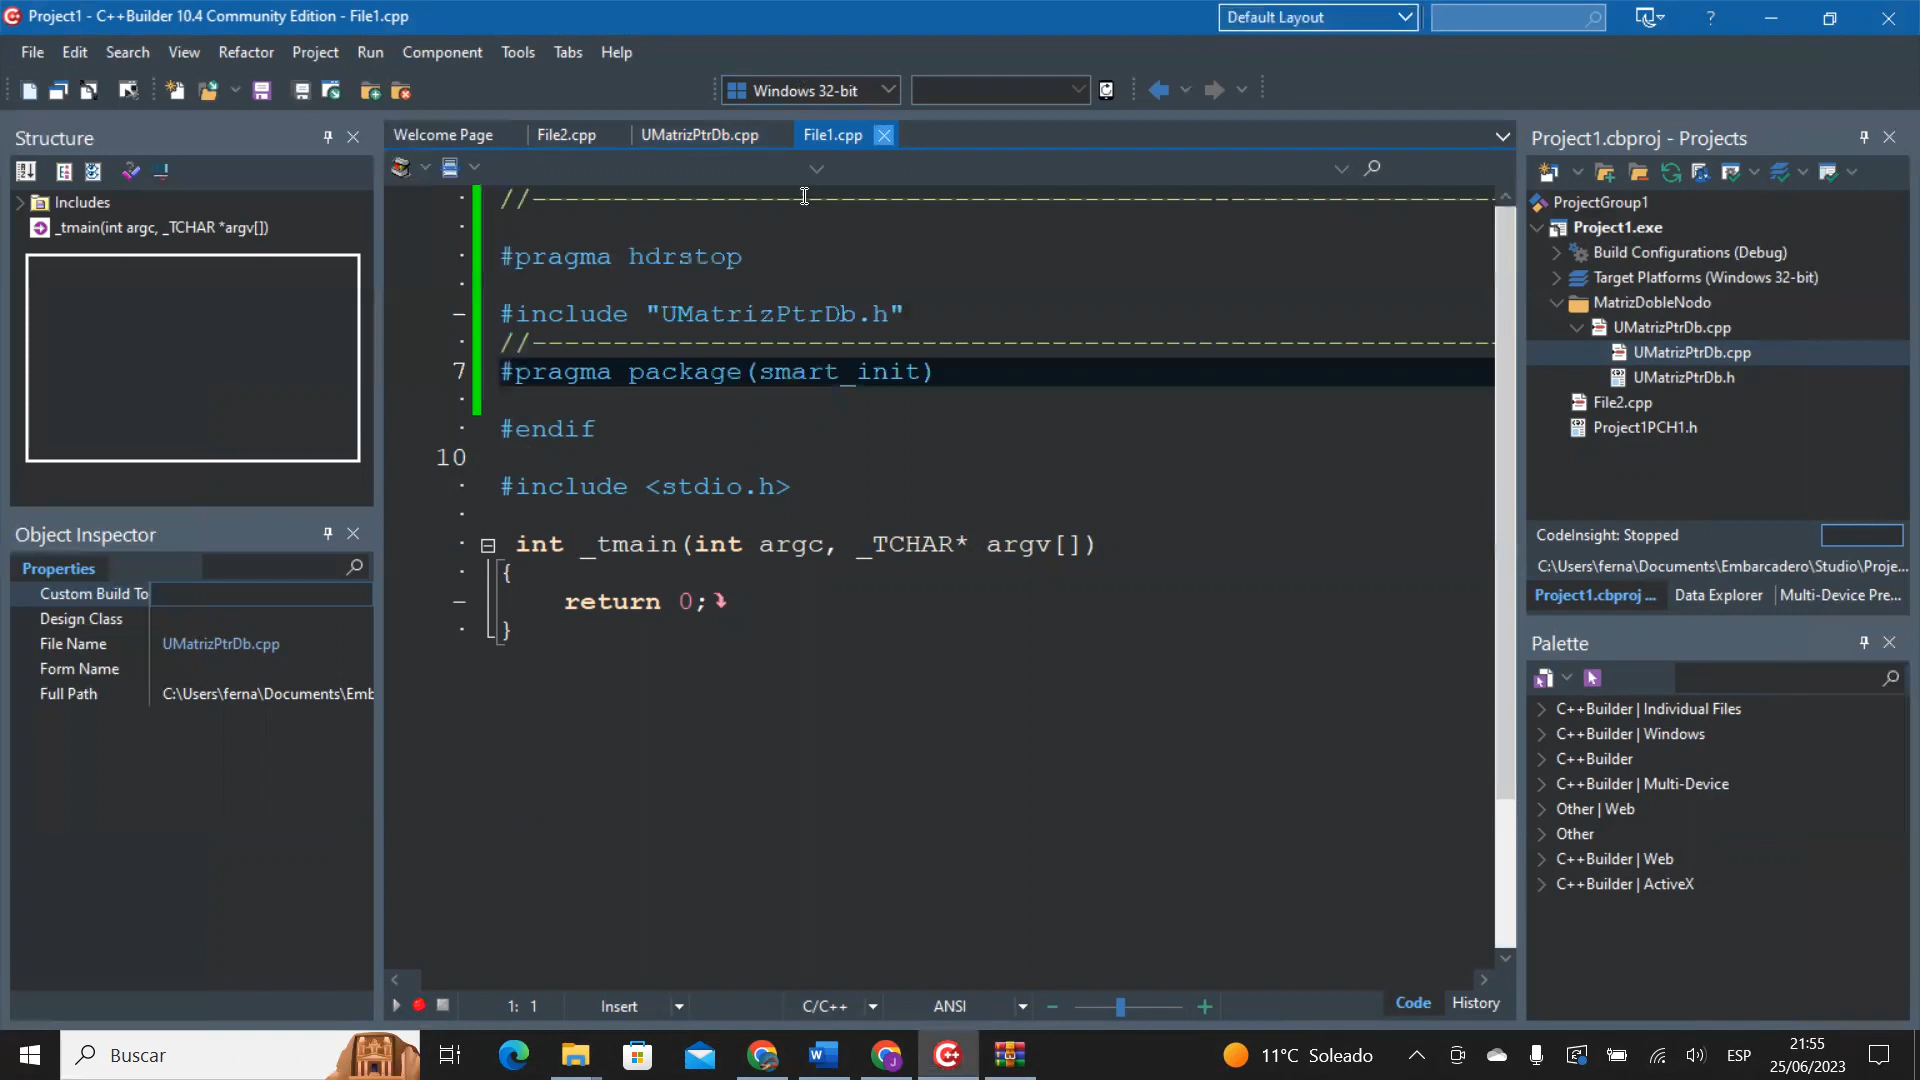 Project1 - C++Builder 10.4 Community Edition - File1.cpp
Default Layout
?
File Edit Search View Refactor Project Run Component Tools Tabs Help
Windows 32-bit
Structure
Includes
_tmain(int argc, _TCHAR *argv[])
Object Inspector
Properties
Custom Build To
Design Class
File Name UMatrizPtrDb.cpp
Form Name
Full Path C:\Users\ferna\Documents\Emb
Welcome Page File2.cpp UMatrizPtrDb.cpp File1.cpp
//------------------------------------------------------------
#pragma hdrstop
#include "UMatrizPtrDb.h"
//------------------------------------------------------------
7 #pragma package(smart_init)
#endif
10
#include <stdio.h>
int _tmain(int argc, _TCHAR* argv[])
{
return 0;
}
1: 1 Insert C/C++ ANSI Code History
Project1.cbproj - Projects
ProjectGroup1
Project1.exe
Build Configurations (Debug)
Target Platforms (Windows 32-bit)
MatrizDobleNodo
UMatrizPtrDb.cpp
UMatrizPtrDb.cpp
UMatrizPtrDb.h
File2.cpp
Project1PCH1.h
CodeInsight: Stopped
C:\Users\ferna\Documents\Embarcadero\Studio\Proje...
Project1.cbproj ... Data Explorer Multi-Device Pre...
Palette
C++Builder | Individual Files
C++Builder | Windows
C++Builder
C++Builder | Multi-Device
Other | Web
Other
C++Builder | Web
C++Builder | ActiveX
Buscar
11°C Soleado
ESP
21:55
25/06/2023